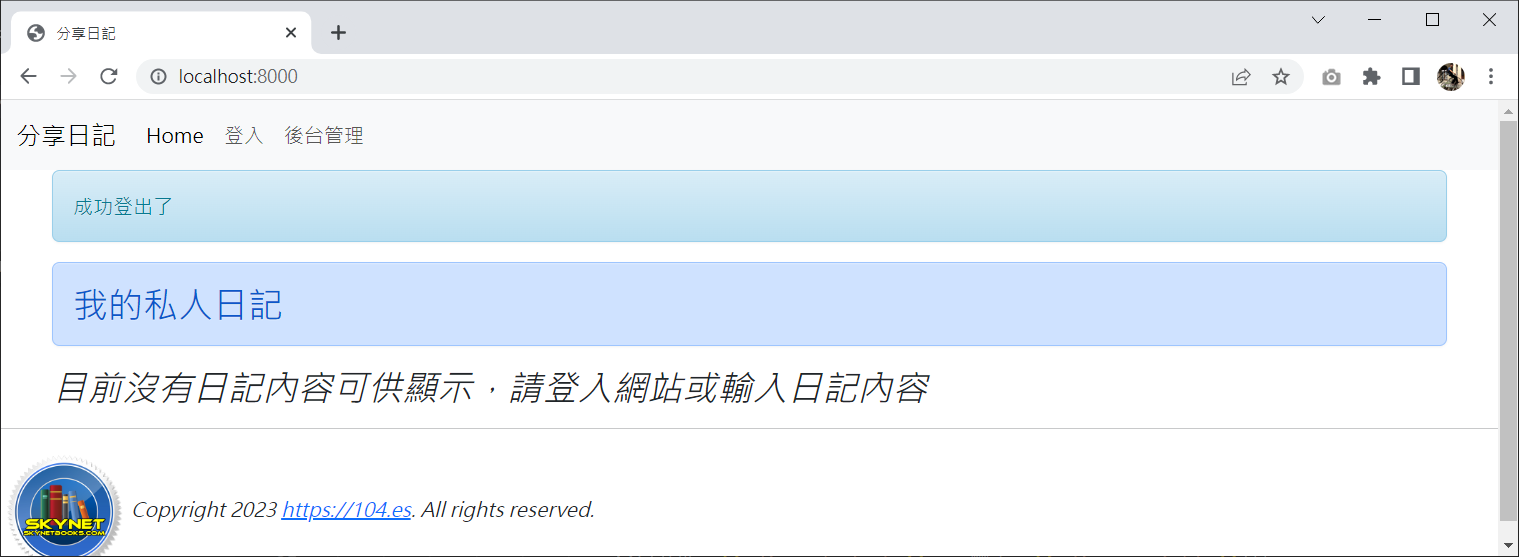 分享日記
localhost:8000
分享日記 Home 登入 後台管理
成功登出了
我的私人日記
目前沒有日記內容可供顯示，請登入網站或輸入日記內容
SKYNET
SKYNETBOOKS.COM
Copyright 2023 https://104.es. All rights reserved.